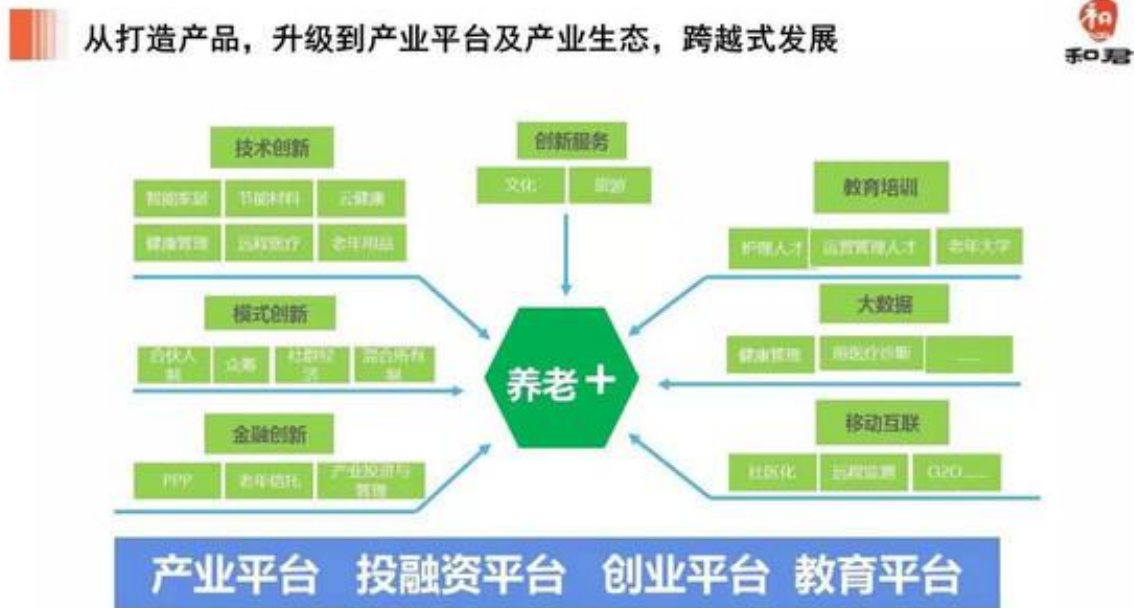 从打造产品，升级到产业平台及产业生态，跨越式发展
和
和君
技术创新
智能家居 节能材料 云健康
健康管理 远程医疗 老年用品
创新服务
文化 旅游
教育培训
护理人才 运营管理人才 老年大学
模式创新
合伙人制 众筹 社群经济 混合所有制
大数据
健康管理 前医疗诊断 ……
养老＋
金融创新
PPP 老年信托 产业投资与管理
移动互联
社区化 远程监测 O2O……
产业平台 投融资平台 创业平台 教育平台